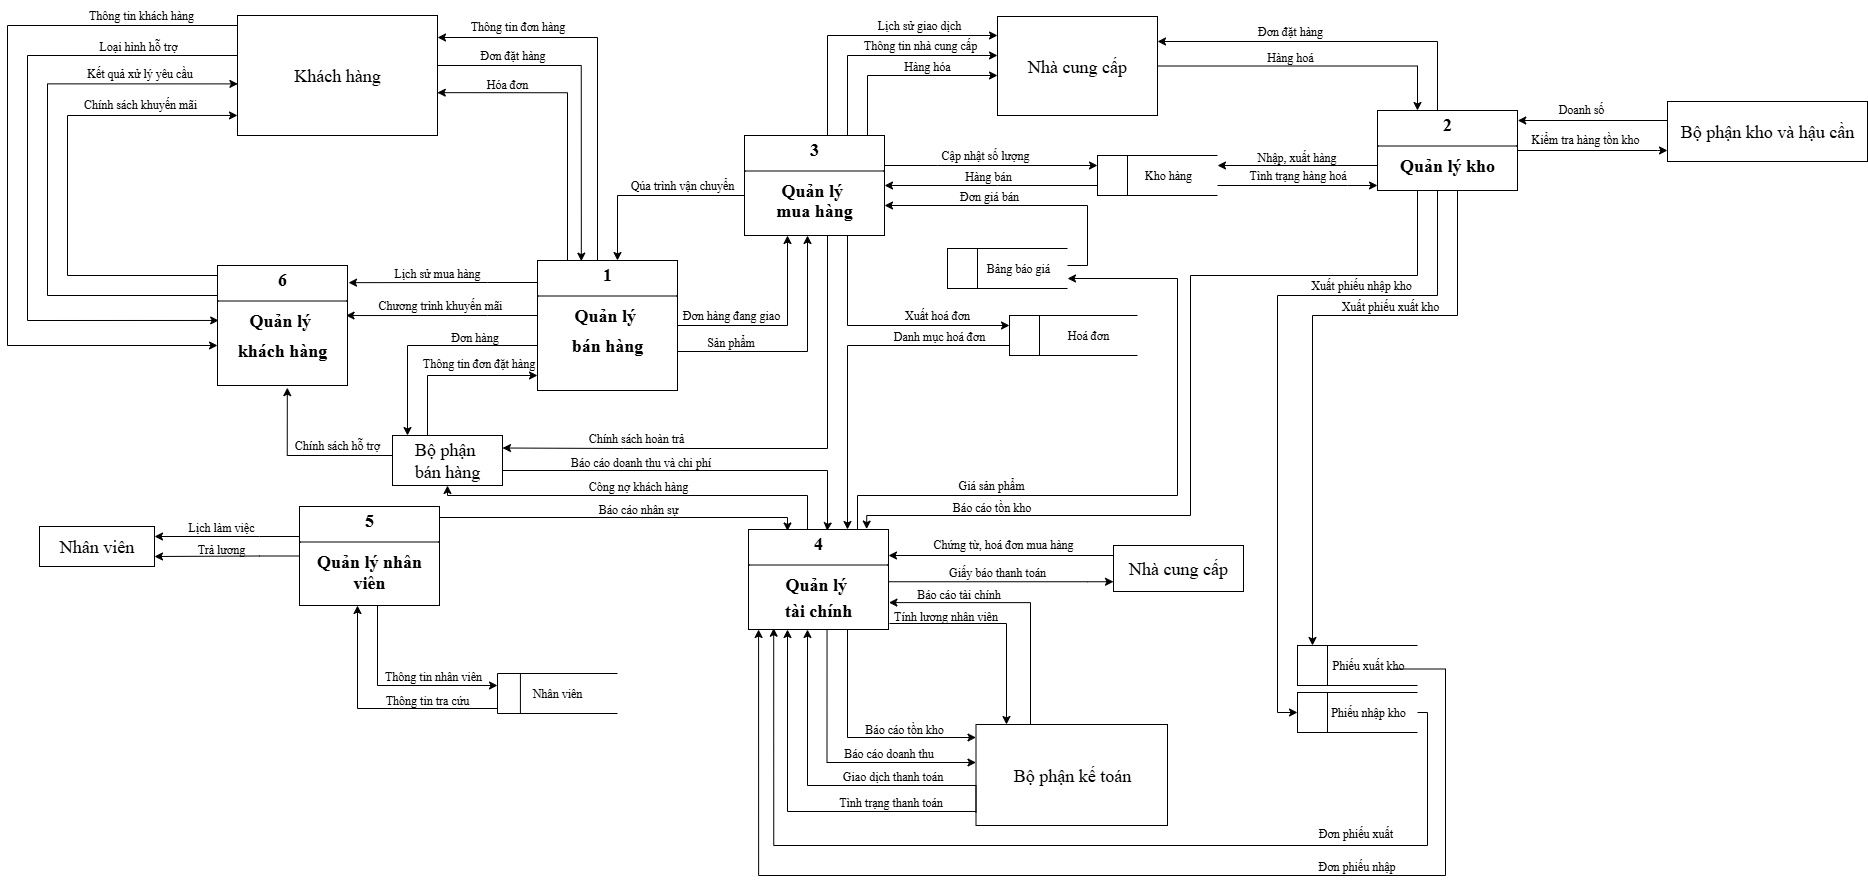 Thông tin khách hàng
Loại hình hỗ trợ
Kết quả xử lý yêu cầu
Chính sách khuyến mãi
Khách hàng
Thông tin đơn hàng
Đơn đặt hàng
Hóa đơn
Lịch sử giao dịch
Thông tin nhà cung cấp
Hàng hóa
Nhà cung cấp
Đơn đặt hàng
Hàng hoá
2
Quản lý kho
Doanh số
Kiểm tra hàng tồn kho
Bộ phận kho và hậu cần
3
Quản lý
mua hàng
Qúa trình vận chuyển
Cập nhật số lượng
Hàng bán
Đơn giá bán
Kho hàng
Nhập, xuất hàng
Tình trạng hàng hoá
Bảng báo giá
6
Quản lý
khách hàng
Lịch sử mua hàng
Chương trình khuyến mãi
Đơn hàng
Thông tin đơn đặt hàng
1
Quản lý
bán hàng
Đơn hàng đang giao
Sản phẩm
Xuất hoá đơn
Danh mục hoá đơn
Hoá đơn
Xuất phiếu nhập kho
Xuất phiếu xuất kho
Chính sách hỗ trợ
Bộ phận
bán hàng
Chính sách hoàn trả
Báo cáo doanh thu và chi phí
Công nợ khách hàng
Báo cáo nhân sự
Giá sản phẩm
Báo cáo tồn kho
Nhân viên
Lịch làm việc
Trả lương
5
Quản lý nhân
viên
4
Quản lý
tài chính
Chứng từ, hoá đơn mua hàng
Giấy báo thanh toán
Báo cáo tài chính
Tính lương nhân viên
Nhà cung cấp
Thông tin nhân viên
Thông tin tra cứu
Nhân viên
Phiếu xuất kho
Phiếu nhập kho
Báo cáo tồn kho
Báo cáo doanh thu
Giao dịch thanh toán
Tình trạng thanh toán
Bộ phận kế toán
Đơn phiếu xuất
Đơn phiếu nhập